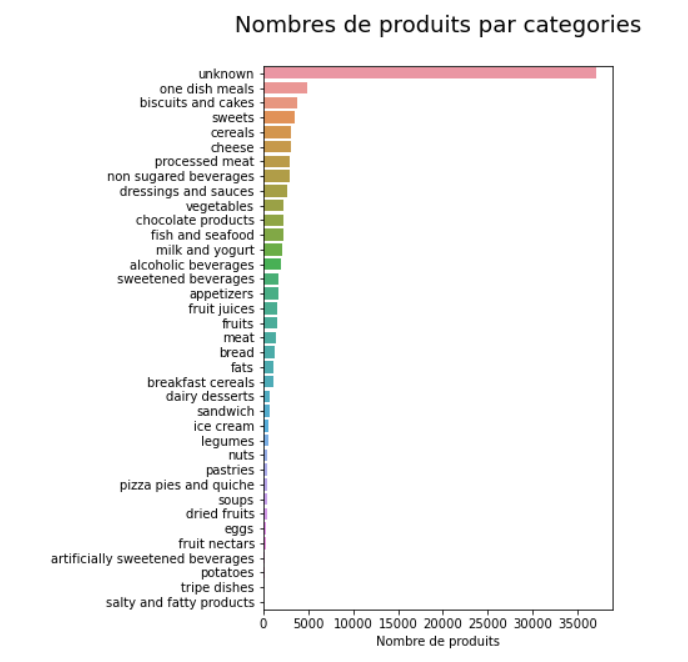 Nombres de produits par categories
unknown
one dish meals
biscuits and cakes
sweets
cereals
cheese
processed meat
non sugared beverages
dressings and sauces
vegetables
chocolate products
fish and seafood
milk and yogurt
alcoholic beverages
sweetened beverages
appetizers
fruit juices
fruits
meat
bread
fats
breakfast cereals
dairy desserts
sandwich
ice cream
legumes
nuts
pastries
pizza pies and quiche
soups
dried fruits
eggs
fruit nectars
artificially sweetened beverages
potatoes
tripe dishes
salty and fatty products
0 5000 10000 15000 20000 25000 30000 35000
Nombre de produits